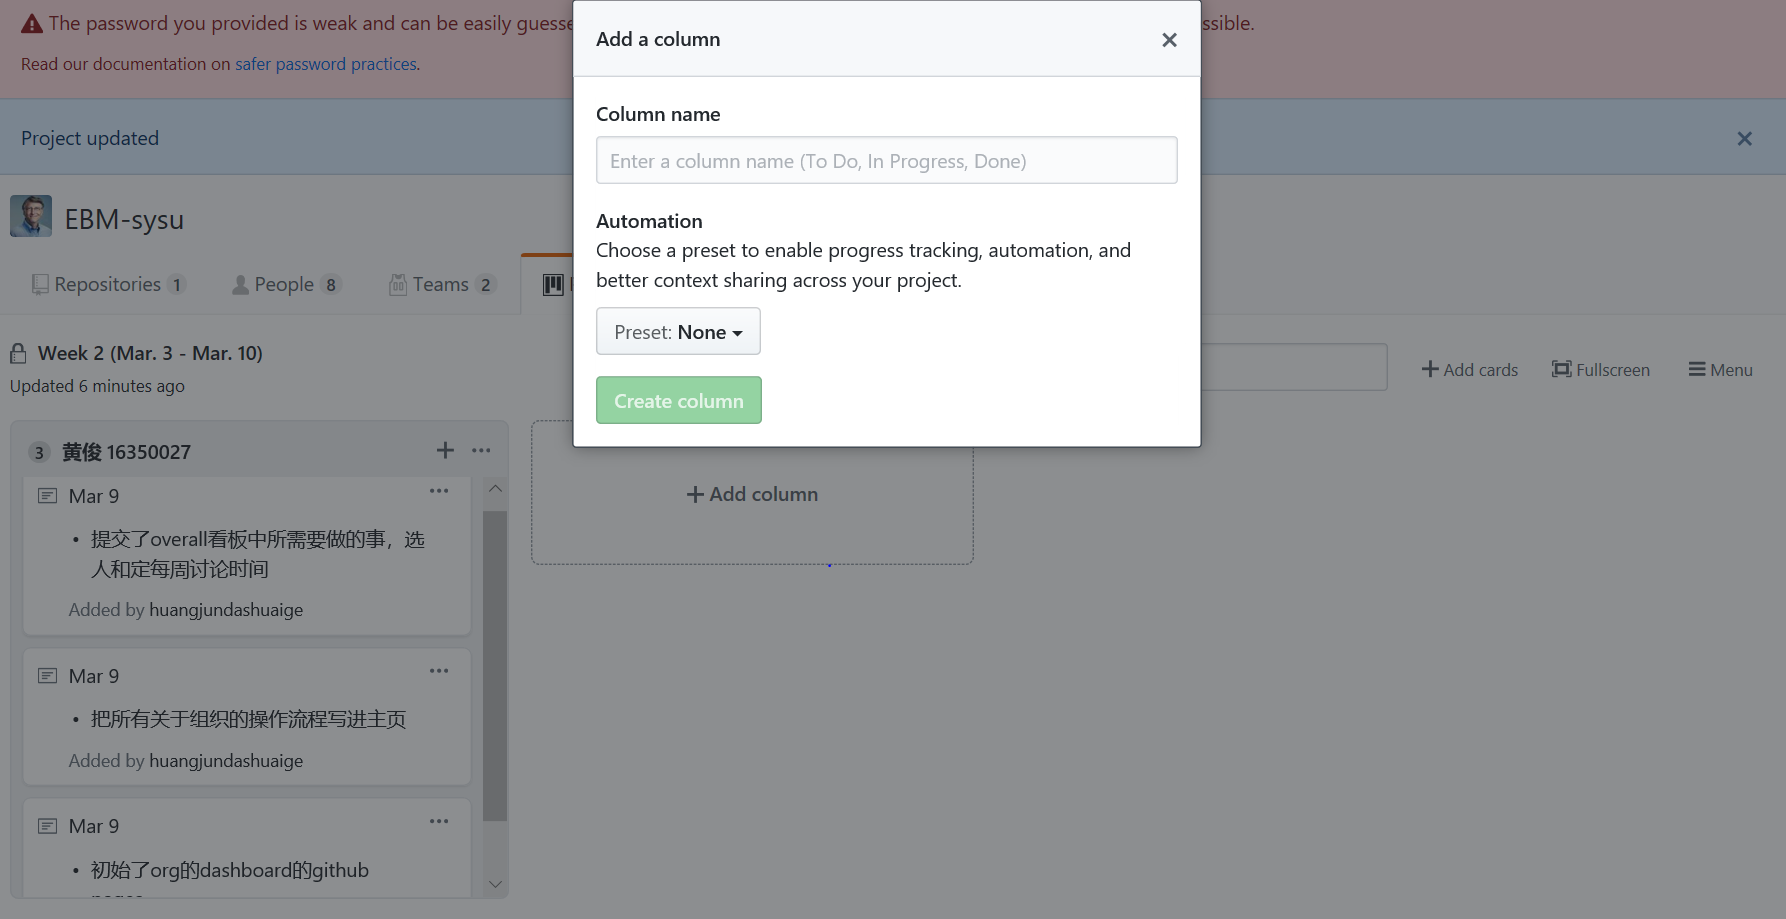 The password you provided is weak and can be easily
ssible.
Read our documentation on safer password practices.
Project updated
EBM-sysu
Repositories 1
People 8
Teams 2
Week 2 (Mar. 3 - Mar. 10)
Updated 6 minutes ago
Add cards
Fullscreen
Menu
3 黄俊 16350027
Mar 9
• 提交了overall看板中所需要做的事，选
人和定每周讨论时间
Added by huangjundashuaige
Mar 9
• 把所有关于组织的操作流程写进主页
Added by huangjundashuaige
Mar 9
• 初始了org的dashboard的github
Add column
Add a column
Column name
Enter a column name (To Do, In Progress, Done)
Automation
Choose a preset to enable progress tracking, automation, and
better context sharing across your project.
Preset: None
Create column